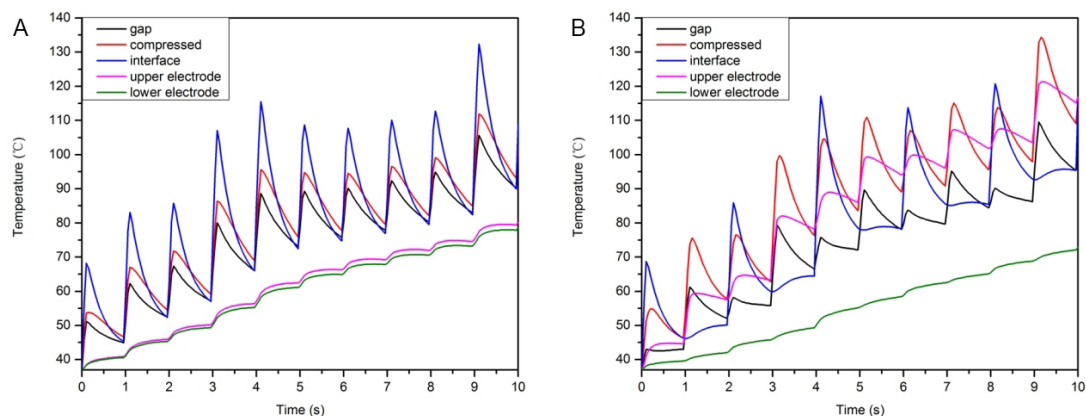 A
140
130
120
110
100
90
80
70
60
50
40
Temperature (℃)
gap
compressed
interface
upper electrode
lower electrode
0 1 2 3 4 5 6 7 8 9 10
Time (s)
B
140
130
120
110
100
90
80
70
60
50
40
Temperature (℃)
gap
compressed
interface
upper electrode
lower electrode
0 1 2 3 4 5 6 7 8 9 10
Time (s)